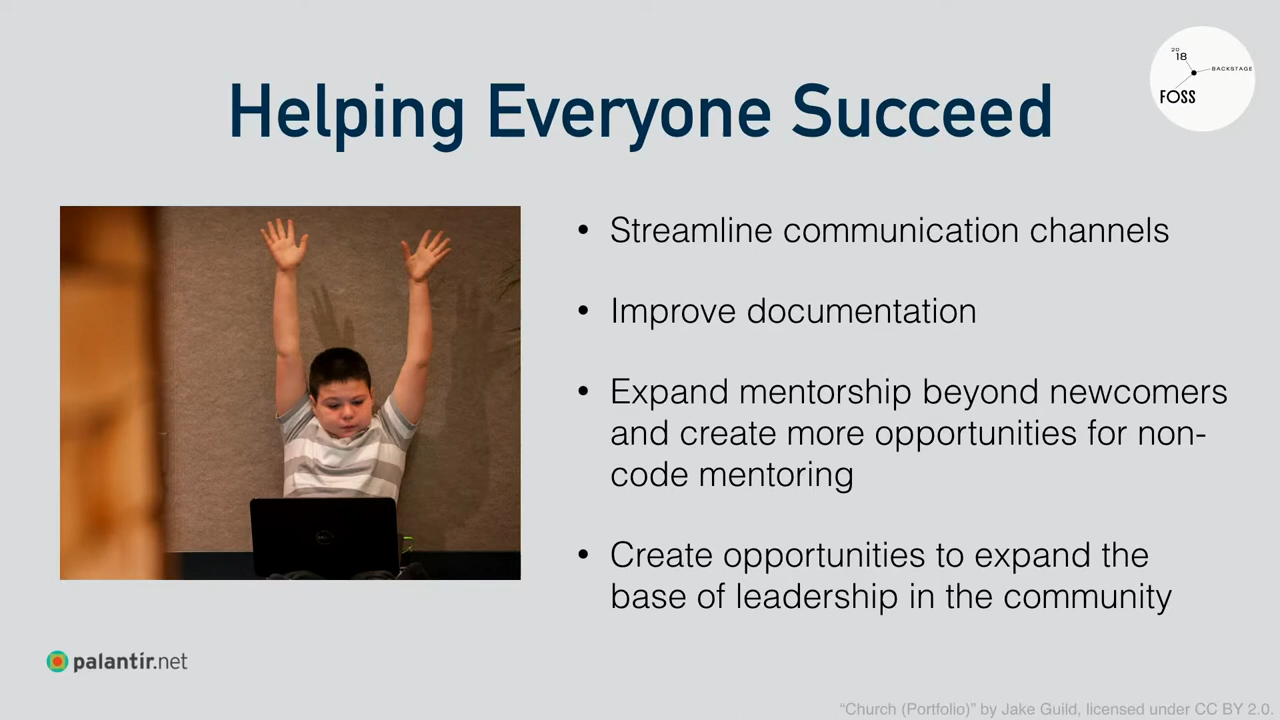 Helping Everyone Succeed
20
18
BACKSTAGE
FOSS
• Streamline communication channels
• Improve documentation
• Expand mentorship beyond newcomers
and create more opportunities for non-
code mentoring
• Create opportunities to expand the
base of leadership in the community
DELL
palantir.net
“Church (Portfolio)” by Jake Guild, licensed under CC BY 2.0.